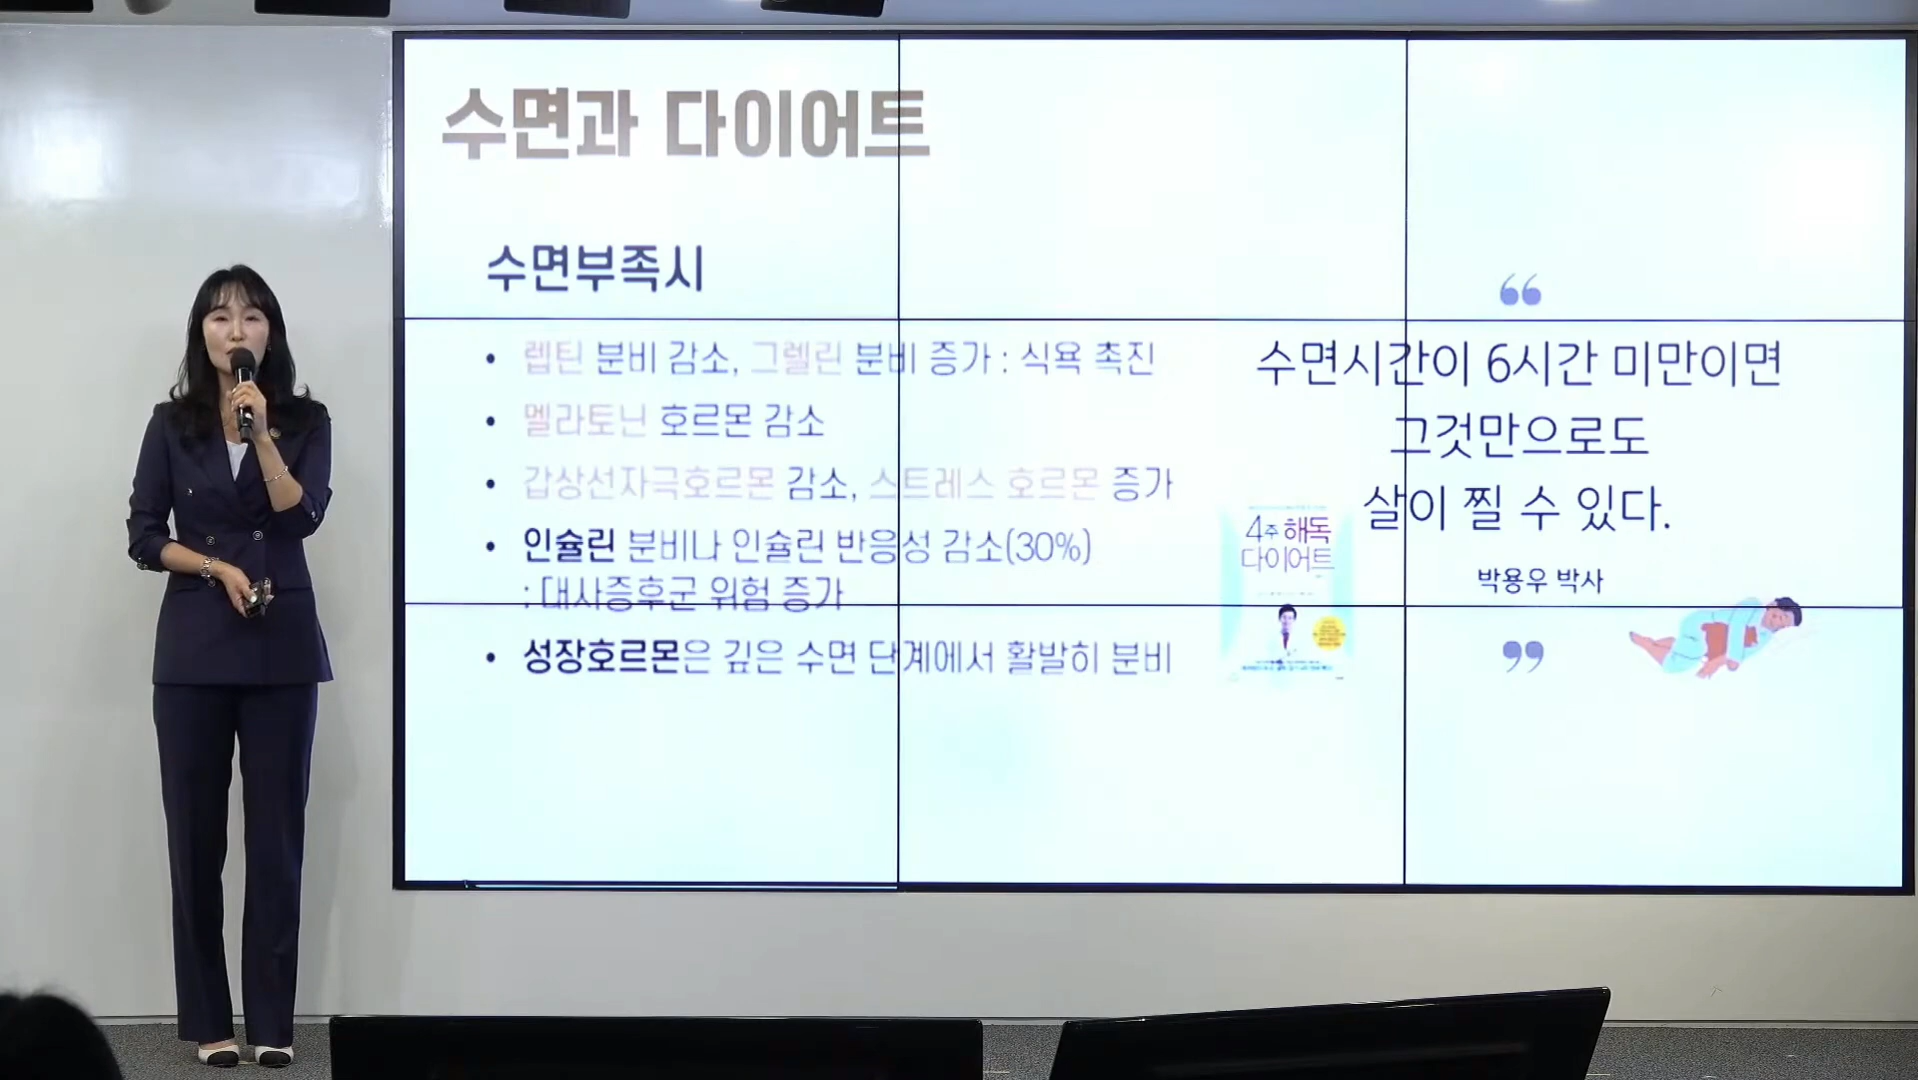 수면과 다이어트
수면부족시
• 렙틴 분비 감소, 그렐린 분비 증가 : 식욕 촉진
• 멜라토닌 호르몬 감소
• 갑상선자극호르몬 감소, 스트레스 호르몬 증가
• 인슐린 분비나 인슐린 반응성 감소(30%)
: 대사증후군 위험 증가
• 성장호르몬은 깊은 수면 단계에서 활발히 분비
“
수면시간이 6시간 미만이면
그것만으로도
살이 찔 수 있다.
박용우 박사
”
4주 해독
다이어트